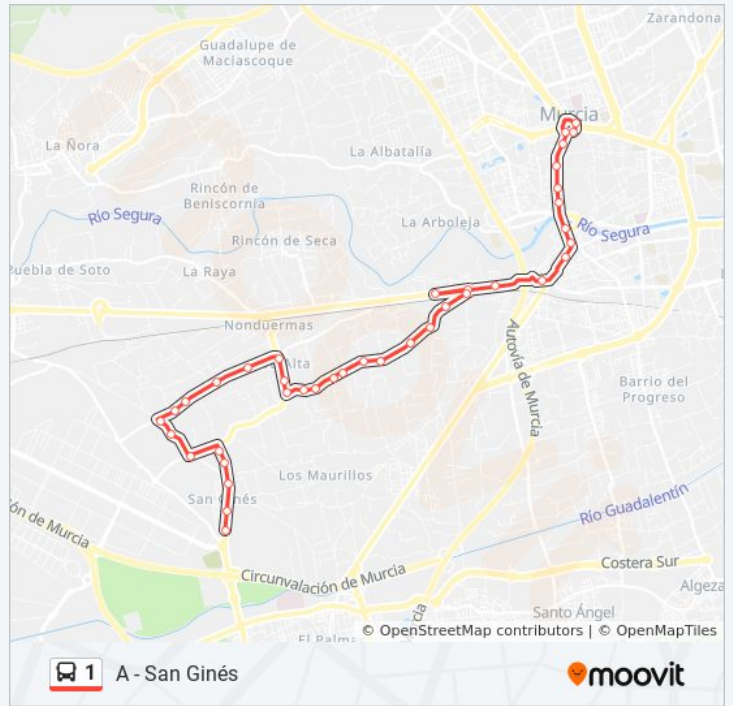 Zarandona
Guadalupe de
Maciascoque
Murcia
La Ñora
La Albatalía
Rincón de
Beniscornia
Río Segura
La Arboleja
Río Segura
Rincón de Seca
Puebla de Soto
La Raya
Nonduermas
Alta
Autovía de Murcia
Barrio del
Progreso
Los Maurillos
San Ginés
ón de Murcia
Río Guadalentín
Circunvalación de Murcia
Costera Sur
Algeza
Santo Ángel
El Palma
rcia
© OpenStreetMap contributors | © OpenMapTiles
1 A - San Ginés
moovit